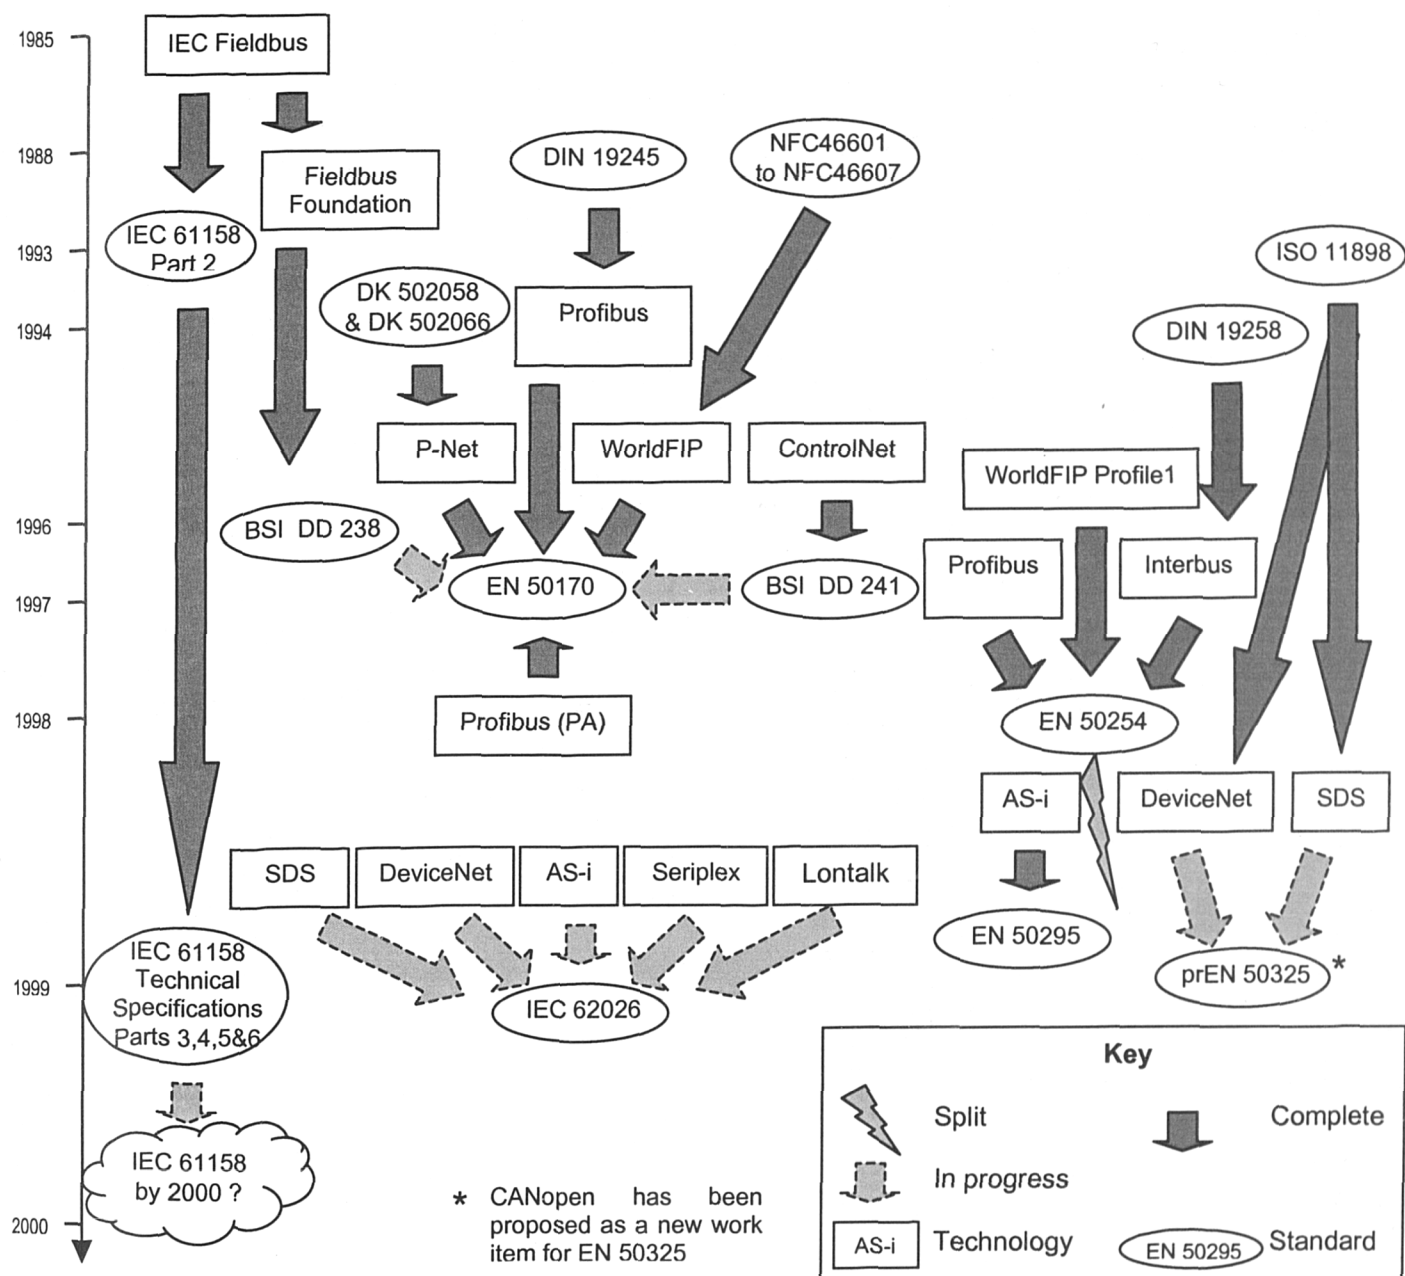 1985
IEC Fieldbus
1988
DIN 19245
NFC46601
to NFC46607
Fieldbus
Foundation
IEC 61158
Part 2
1993
ISO 11898
DK 502058
& DK 502066
Profibus
1994
DIN 19258
P-Net
WorldFIP
ControlNet
WorldFIP Profile1
1996
BSI DD 238
Profibus
Interbus
EN 50170
BSI DD 241
1997
1998
Profibus (PA)
EN 50254
AS-i
DeviceNet
SDS
SDS
DeviceNet
AS-i
Seriplex
Lontalk
EN 50295
prEN 50325 *
IEC 61158
Technical
Specifications
Parts 3,4,5&6
1999
IEC 62026
Key
Split
Complete
In progress
AS-i
Technology
EN 50295
Standard
IEC 61158
by 2000 ?
2000
* CANopen has been
proposed as a new work
item for EN 50325